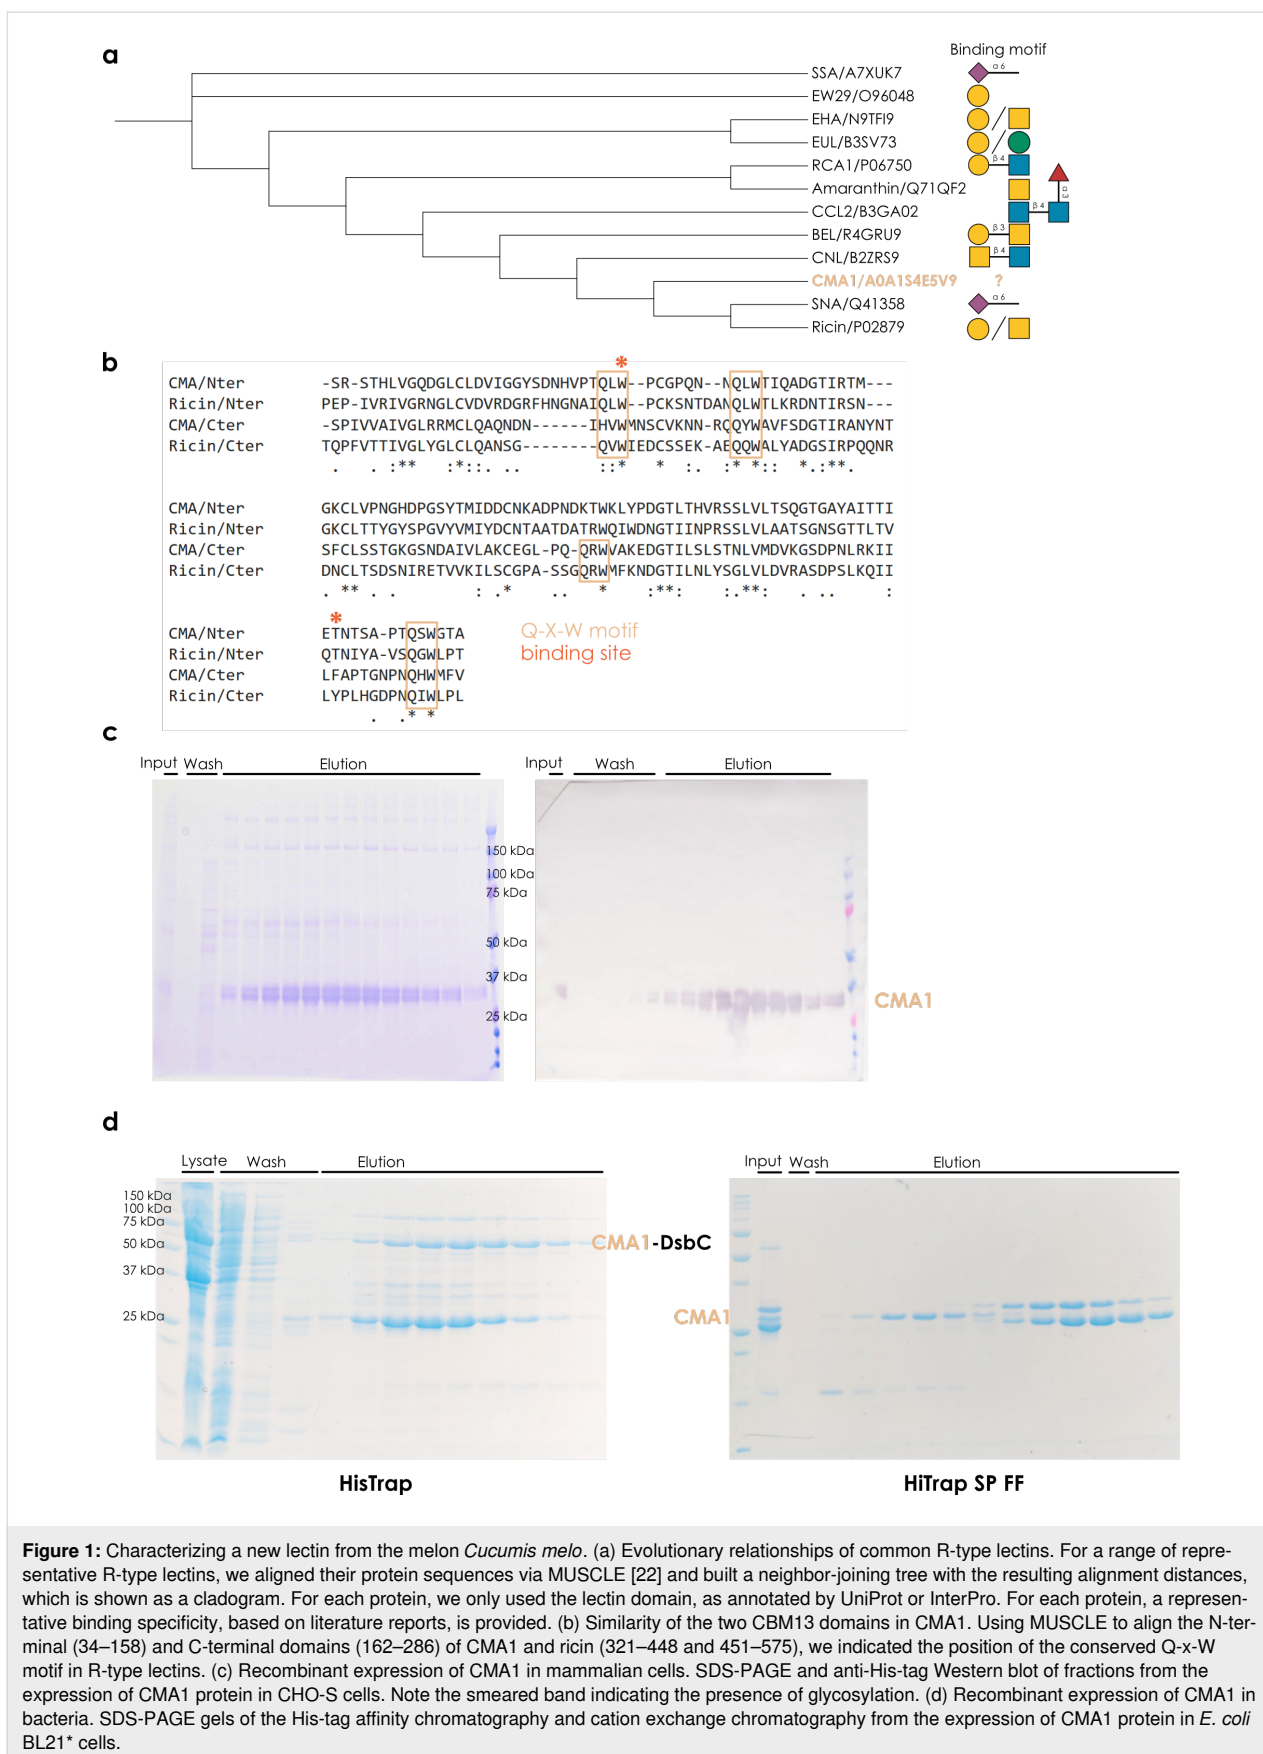 a
Binding motif
SSA/A7XUK7
α 6
EW29/O96048
EHA/N9TFI9
EUL/B3SV73
RCA1/P06750
β 4
Amaranthin/Q71QF2
α 3
CCL2/B3GA02
β 4
BEL/R4GRU9
β 3
CNL/B2ZRS9
β 4
CMA1/A0A1S4E5V9 ?
SNA/Q41358
α 6
Ricin/P02879
b
*
CMA/Nter -SR-STHLVGQDGLCLDVIGGYSDNHVPTQLW--PCGPQN--NQLWTIQADGTIRTM---
Ricin/Nter PEP-IVRIVGRNGLCVDVRDGRFHNGNAIQLW--PCKSNTDANQLWTLKRDNTIRSN---
CMA/Cter -SPIVVAIVGLRRMCLQAQNDN------IHVWMNSCVKNN-RQQYWAVFSDGTIRANYNT
Ricin/Cter TQPFVTTIVGLYGLCLQANSG--------QVWIEDCSSEK-AEQQWALYADGSIRPQQNR
. . :** :*::. .. ::* * :. :* *:: *.:**.
GKCLVPNGHDPGSYTMIDDCNKADPNDKTWKLYPDGTLTHVRSSLVLTSQGTGAYAITTI
GKCLTTYGYSPGVYVMIYDCNTAATDATRWQIWDNGTIINPRSSLVLAATSGNSGTTLTV
SFCLSSTGKGSNDAIVLAKCEGL-PQ-QRWVAKEDGTILSLSTNLVMDVKGSDPNLRKII
DNCLTSDSNIRETVVKILSCGPA-SSGQRWMFKNDGTILNLYSGLVLDVRASDPSLKQII
. ** . . : .* .. * :**: :.**: . .. :
*
CMA/Nter ETNTSA-PTQSWGTA
Ricin/Nter QTNIYA-VSQGWLPT
CMA/Cter LFAPTGNPNQHWMFV
Ricin/Cter LYPLHGDPNQIWLPL
. .* *
Q-X-W motif
binding site
c
Input Wash Elution
Input Wash Elution
150 kDa
100 kDa
75 kDa
50 kDa
37 kDa
25 kDa
CMA1
d
Lysate Wash Elution
Input Wash Elution
150 kDa
100 kDa
75 kDa
50 kDa
37 kDa
25 kDa
CMA1-DsbC
CMA1
HisTrap
HiTrap SP FF
Figure 1: Characterizing a new lectin from the melon Cucumis melo. (a) Evolutionary relationships of common R-type lectins. For a range of repre-
sentative R-type lectins, we aligned their protein sequences via MUSCLE [22] and built a neighbor-joining tree with the resulting alignment distances,
which is shown as a cladogram. For each protein, we only used the lectin domain, as annotated by UniProt or InterPro. For each protein, a represen-
tative binding specificity, based on literature reports, is provided. (b) Similarity of the two CBM13 domains in CMA1. Using MUSCLE to align the N-ter-
minal (34–158) and C-terminal domains (162–286) of CMA1 and ricin (321–448 and 451–575), we indicated the position of the conserved Q-x-W
motif in R-type lectins. (c) Recombinant expression of CMA1 in mammalian cells. SDS-PAGE and anti-His-tag Western blot of fractions from the
expression of CMA1 protein in CHO-S cells. Note the smeared band indicating the presence of glycosylation. (d) Recombinant expression of CMA1 in
bacteria. SDS-PAGE gels of the His-tag affinity chromatography and cation exchange chromatography from the expression of CMA1 protein in E. coli
BL21* cells.